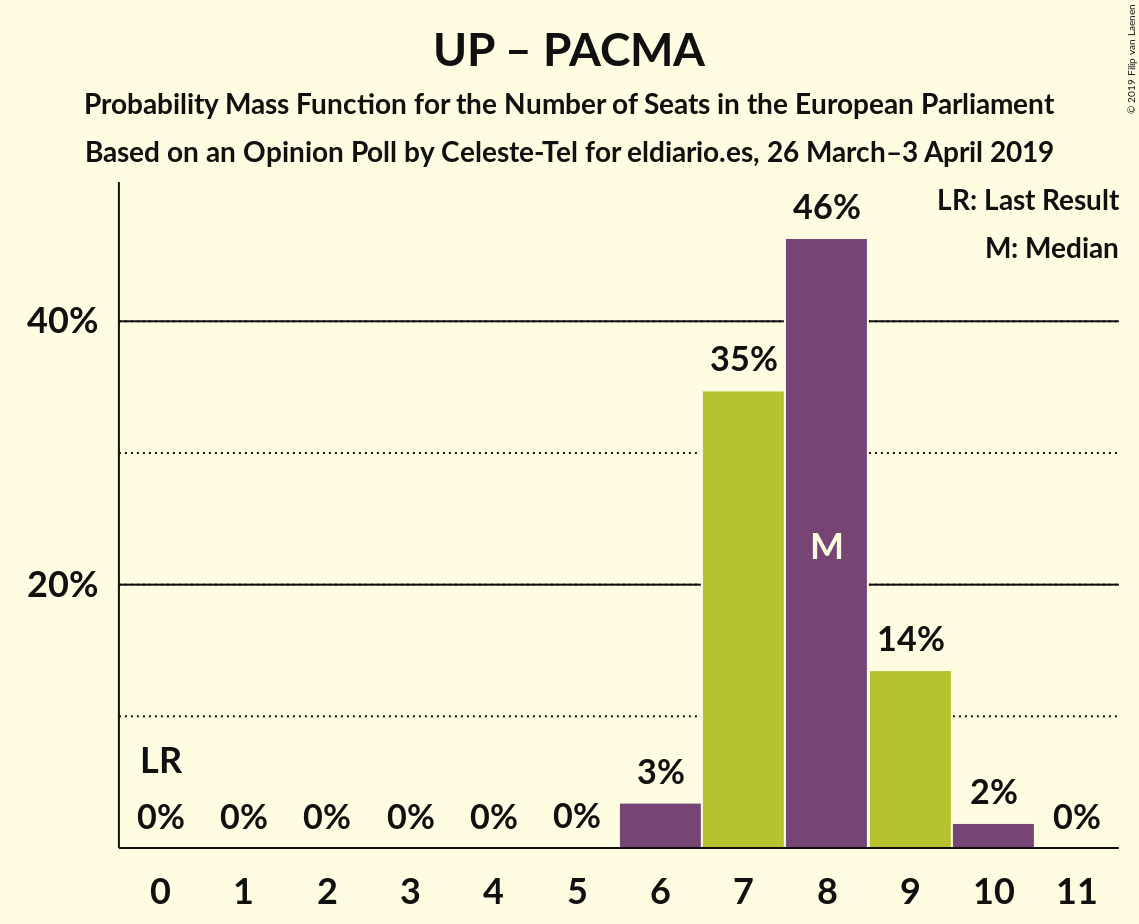 UP – PACMA
Probability Mass Function for the Number of Seats in the European Parliament
Based on an Opinion Poll by Celeste-Tel for eldiario.es, 26 March–3 April 2019
© 2019 Filip van Laenen
LR: Last Result
M: Median
46%
40%
35%
M
20%
14%
LR
3%
2%
0% 0% 0% 0% 0% 0% 0%
0 1 2 3 4 5 6 7 8 9 10 11